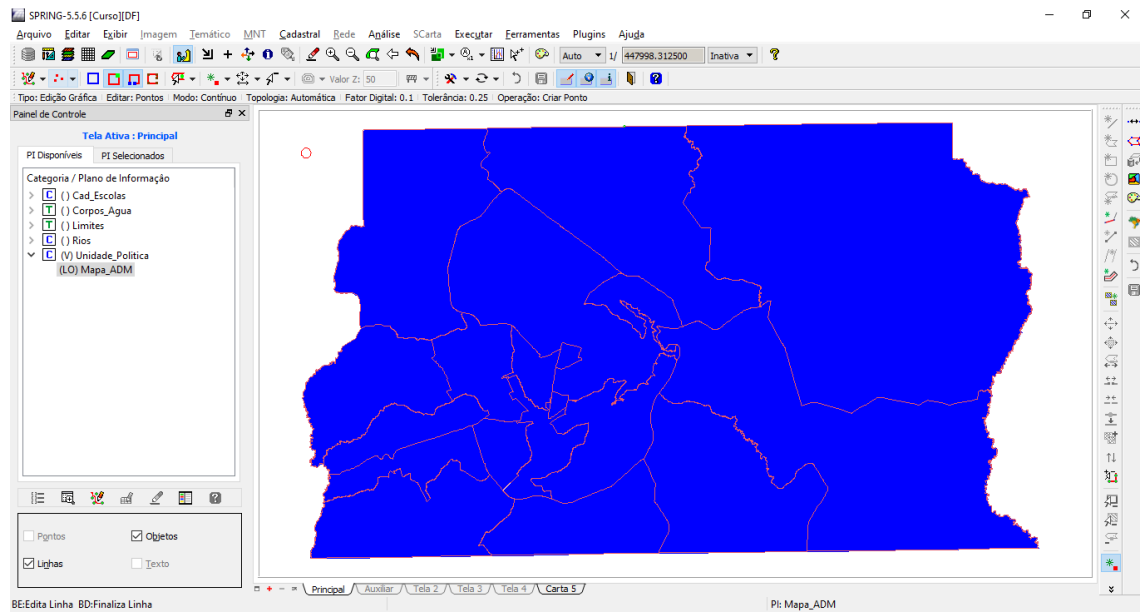 SPRING-5.5.6 [Curso][DF]
Arquivo Editar Exibir Imagem Temático MNT Cadastral Rede Análise SCarta Executar Ferramentas Plugins Ajuda
Auto 1/ 447998.312500 Inativa
Valor Z: 50
Tipo: Edição Gráfica Editar: Pontos Modo: Contínuo Topologia: Automática Fator Digital: 0.1 Tolerância: 0.25 Operação: Criar Ponto
Painel de Controle
Tela Ativa : Principal
PI Disponíveis PI Selecionados
Categoria / Plano de Informação
C ( ) Cad_Escolas
T ( ) Corpos_Agua
T ( ) Limites
C ( ) Rios
C (V) Unidade_Politica
(LO) Mapa_ADM
Pontos Objetos
Linhas Texto
Principal Auxiliar Tela 2 Tela 3 Tela 4 Carta 5
BE:Edita Linha BD:Finaliza Linha PI: Mapa_ADM